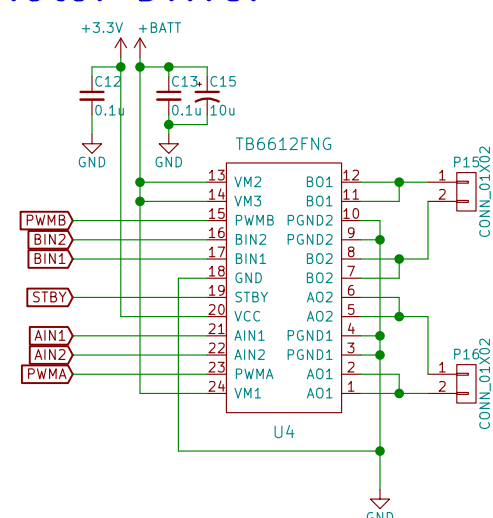 +3.3V +BATT
C12 C13 C15
0.1u 0.1u 10u
GND GND
TB6612FNG
13 VM2 BO1 12
14 VM3 BO1 11
PWMB 15 PWMB PGND2 10
BIN2 16 BIN2 PGND2 9
BIN1 17 BIN1 BO2 8
18 GND BO2 7
STBY 19 STBY AO2 6
20 VCC AO2 5
AIN1 21 AIN1 PGND1 4
AIN2 22 AIN2 PGND1 3
PWMA 23 PWMA AO1 2
24 VM1 AO1 1
U4
P15
1
2
CONN_01X02
P16
1
2
CONN_01X02
GND